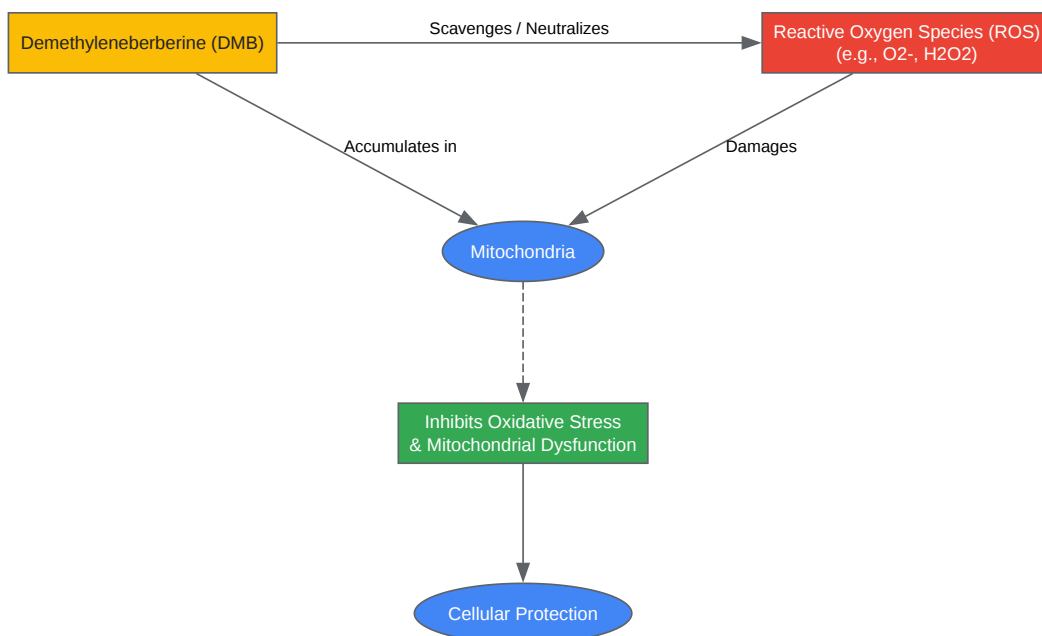 Demethyleneberberine (DMB)
Scavenges / Neutralizes
Reactive Oxygen Species (ROS)
(e.g., O2-, H2O2)
Accumulates in
Damages
Mitochondria
Inhibits Oxidative Stress
& Mitochondrial Dysfunction
Cellular Protection